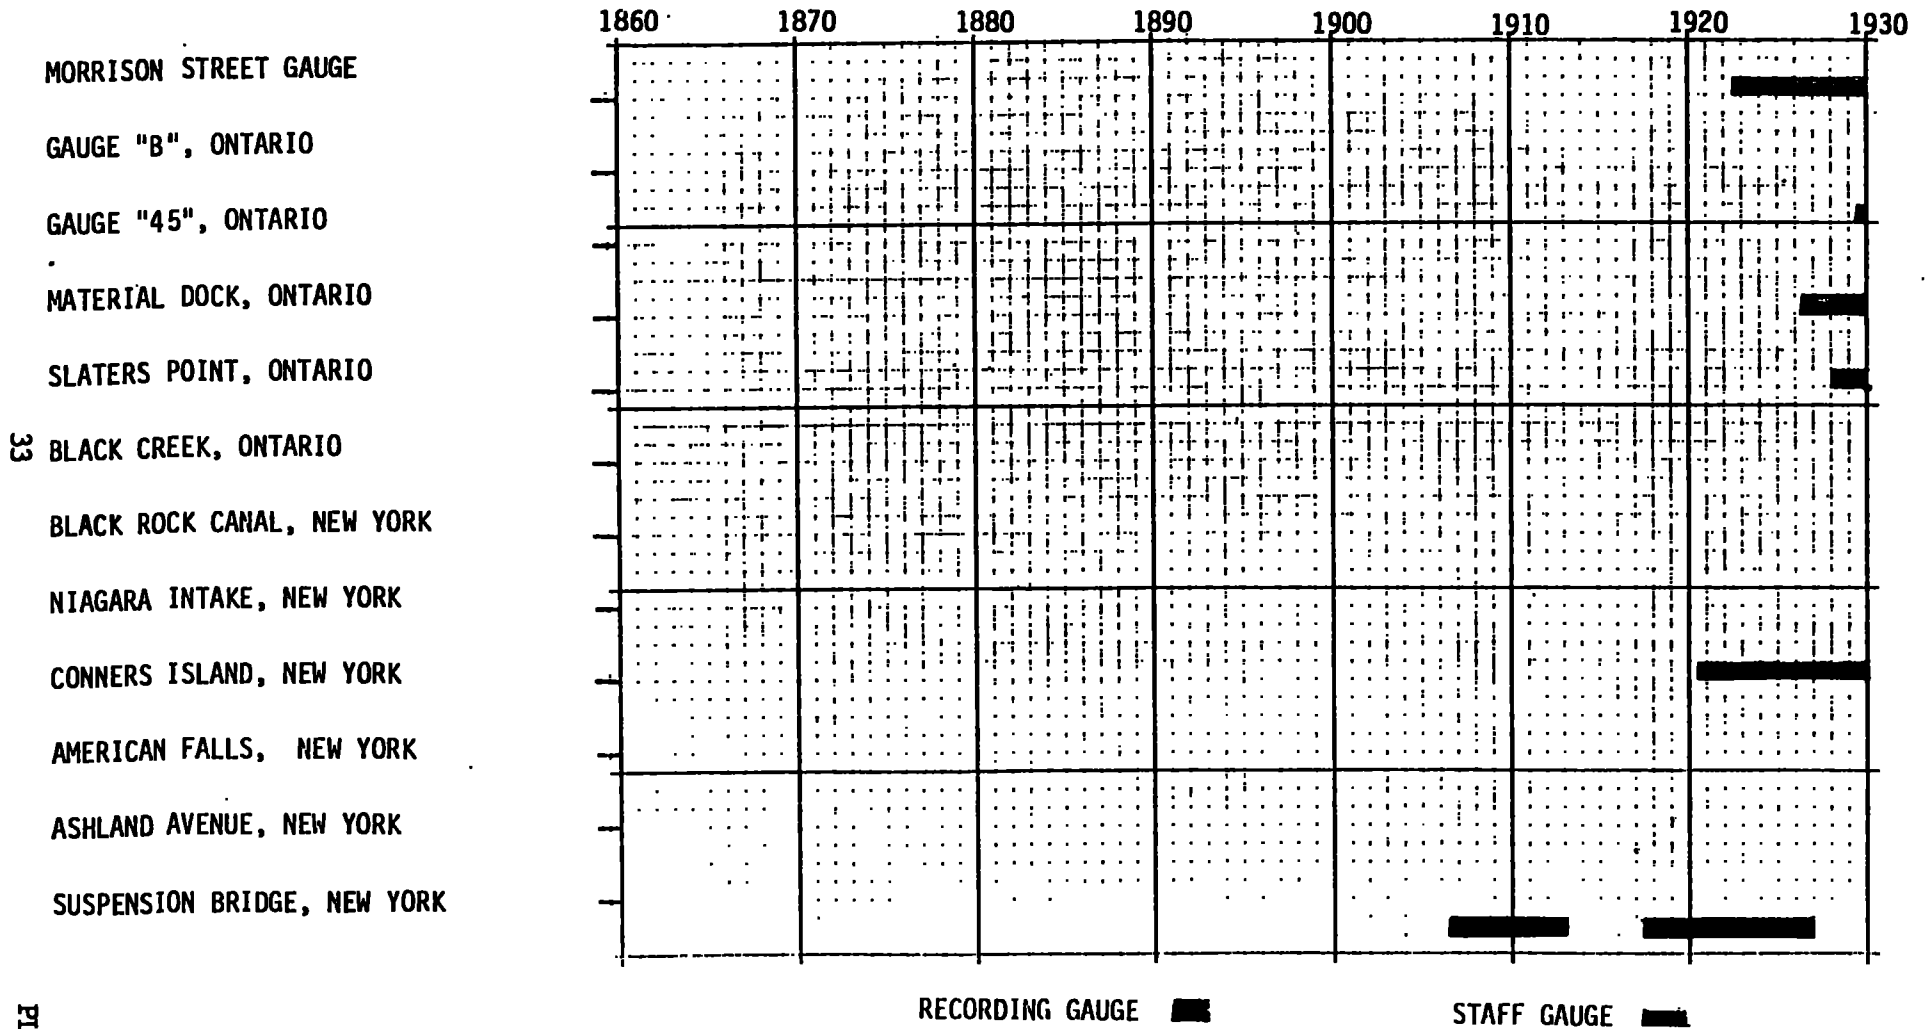 1860 1870 1880 1890 1900 1910 1920 1930
MORRISON STREET GAUGE
GAUGE "B", ONTARIO
GAUGE "45", ONTARIO
MATERIAL DOCK, ONTARIO
SLATERS POINT, ONTARIO
BLACK CREEK, ONTARIO
33
BLACK ROCK CANAL, NEW YORK
NIAGARA INTAKE, NEW YORK
CONNERS ISLAND, NEW YORK
AMERICAN FALLS, NEW YORK
ASHLAND AVENUE, NEW YORK
SUSPENSION BRIDGE, NEW YORK
RECORDING GAUGE STAFF GAUGE